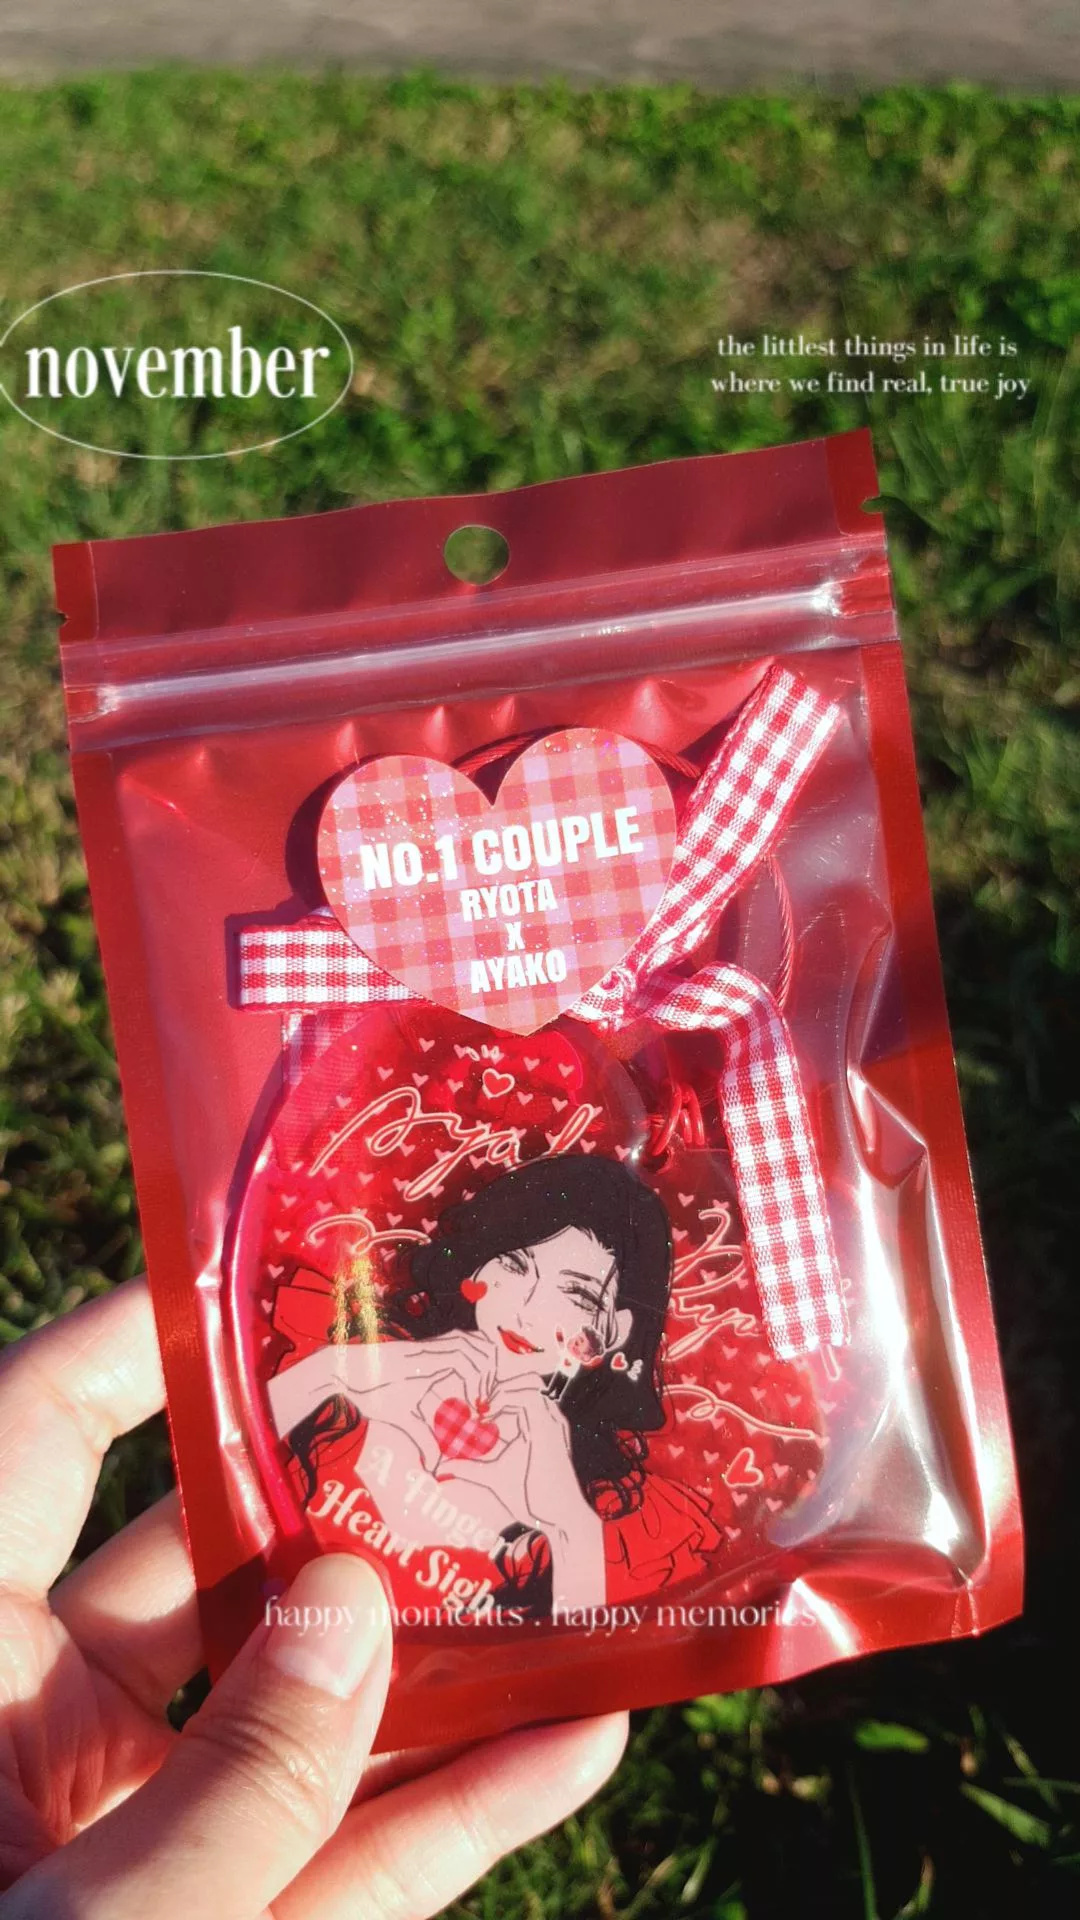 november
the littlest things in life is
where we find real, true joy
NO.1 COUPLE
RYOTA
X
AYAKO
A Finger
Heart Sigh
happy moments . happy memories